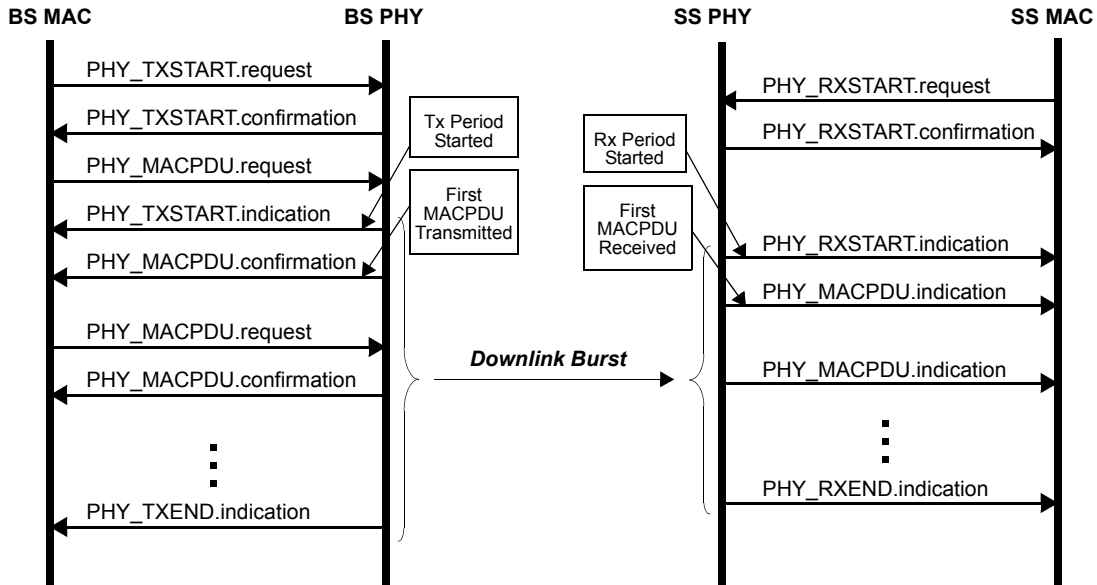 BS MAC
BS PHY
SS PHY
SS MAC
PHY_TXSTART.request
PHY_TXSTART.confirmation
PHY_MACPDU.request
PHY_TXSTART.indication
PHY_MACPDU.confirmation
PHY_MACPDU.request
PHY_MACPDU.confirmation
PHY_TXEND.indication
Tx Period
Started
First
MACPDU
Transmitted
Downlink Burst
Rx Period
Started
First
MACPDU
Received
PHY_RXSTART.request
PHY_RXSTART.confirmation
PHY_RXSTART.indication
PHY_MACPDU.indication
PHY_MACPDU.indication
PHY_RXEND.indication